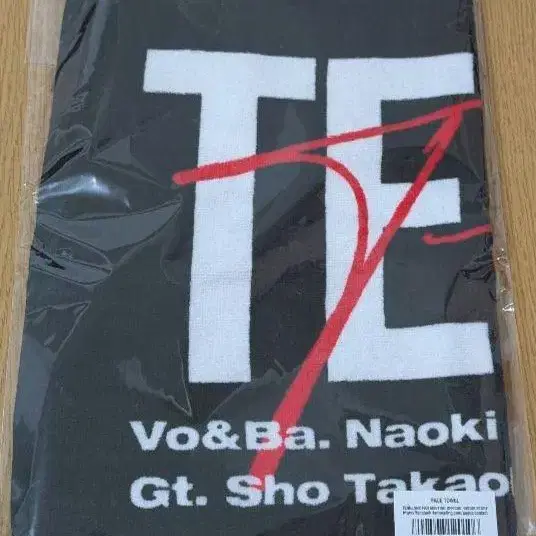 TE
Vo&Ba. Naoki
Gt. Sho Takao
FACE TOWEL